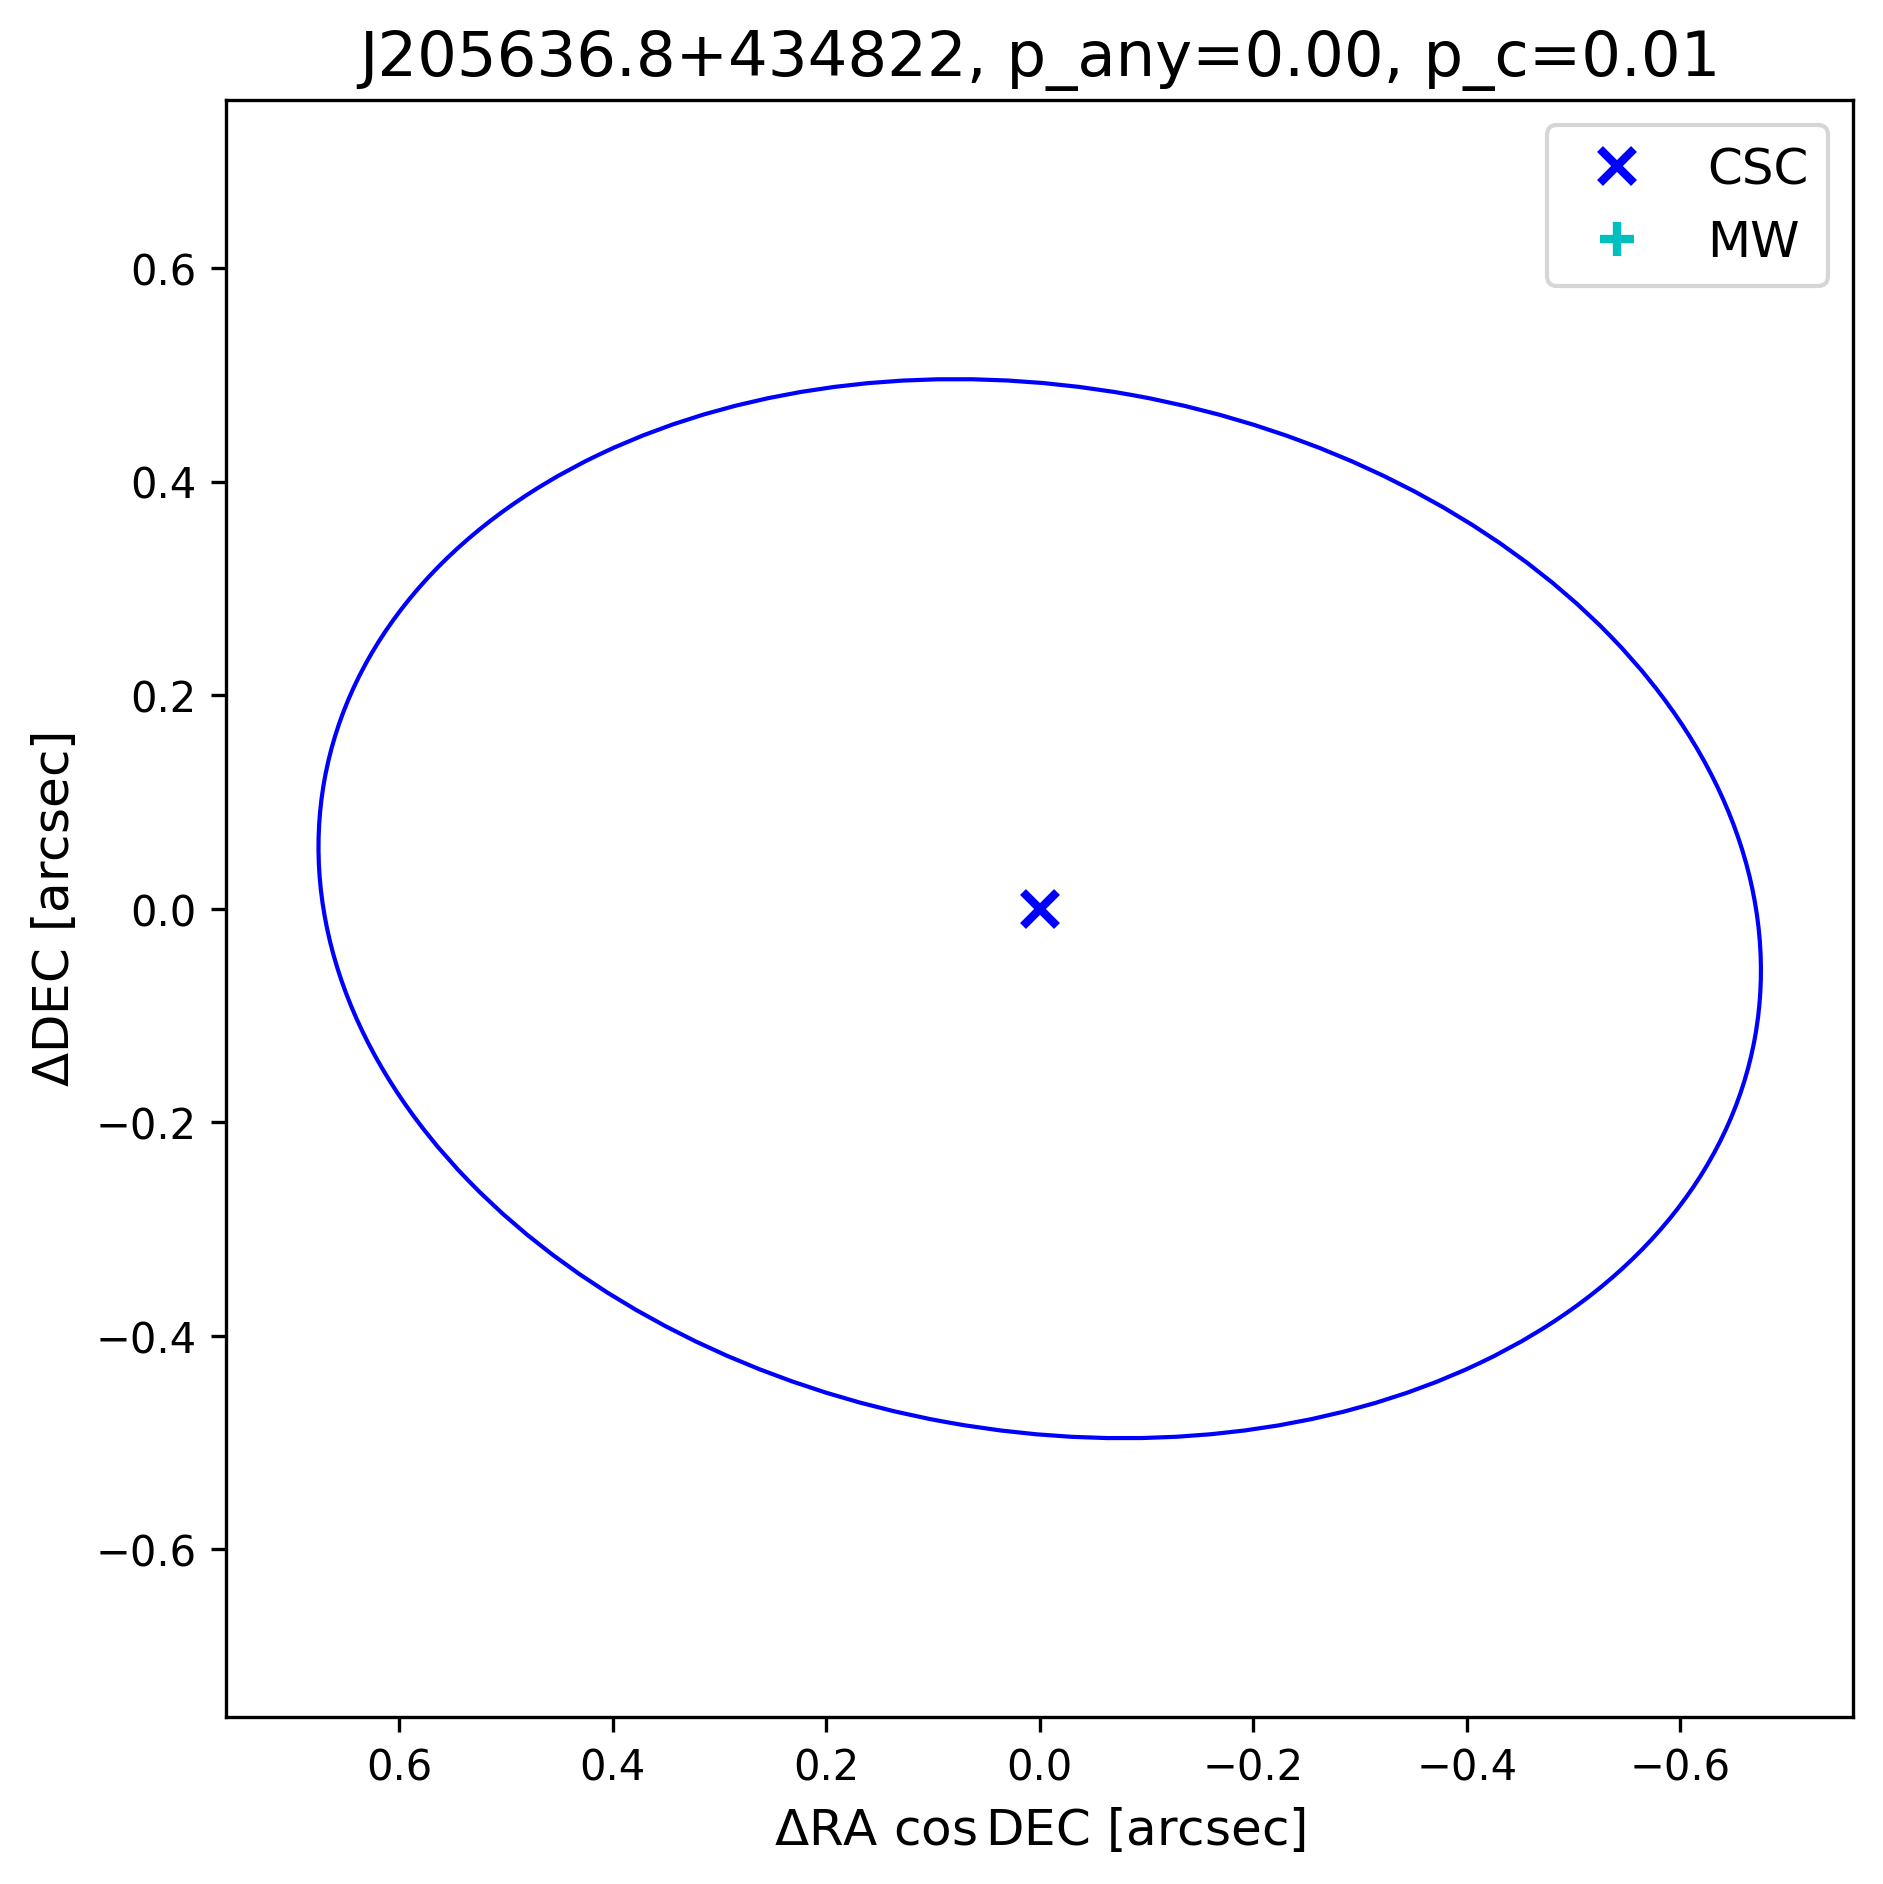 J205636.8+434822, p_any=0.00, p_c=0.01
CSC
MW
0.6
0.4
0.2
0.0
−0.2
−0.4
−0.6
ΔDEC [arcsec]
0.6 0.4 0.2 0.0 −0.2 −0.4 −0.6
ΔRA cos DEC [arcsec]